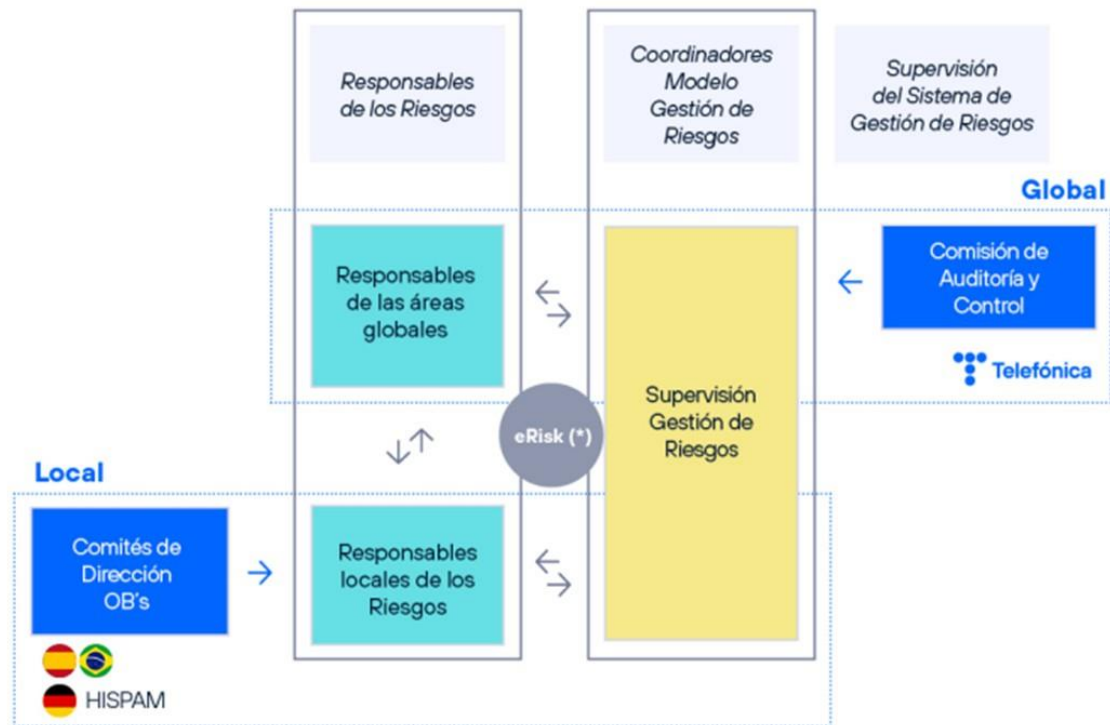 Responsables
de los Riesgos
Coordinadores
Modelo
Gestión de
Riesgos
Supervisión
del Sistema de
Gestión de Riesgos
Global
Responsables
de las áreas
globales
Comisión de
Auditoría y
Control
Telefónica
Supervisión
Gestión de
Riesgos
eRisk (*)
Local
Comités de
Dirección
OB's
Responsables
locales de los
Riesgos
HISPAM